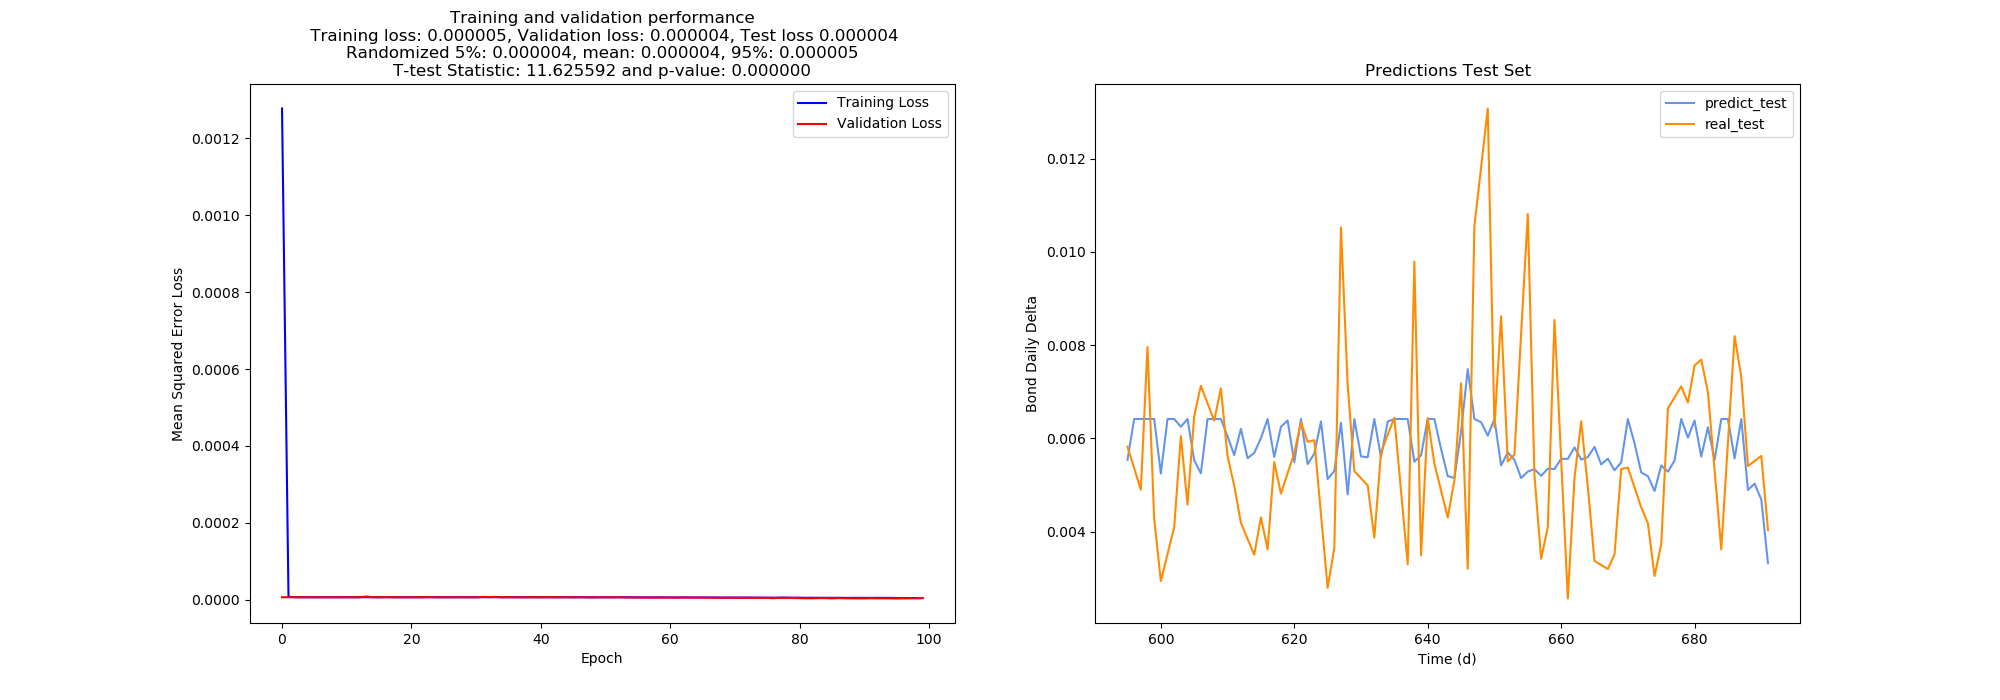 Training and validation performance
Training loss: 0.000005, Validation loss: 0.000004, Test loss 0.000004
Randomized 5%: 0.000004, mean: 0.000004, 95%: 0.000005
T-test Statistic: 11.625592 and p-value: 0.000000
Training Loss
Validation Loss
Mean Squared Error Loss
0.0012
0.0010
0.0008
0.0006
0.0004
0.0002
0.0000
0 20 40 60 80 100
Epoch
Predictions Test Set
predict_test
real_test
Bond Daily Delta
0.012
0.010
0.008
0.006
0.004
600 620 640 660 680
Time (d)